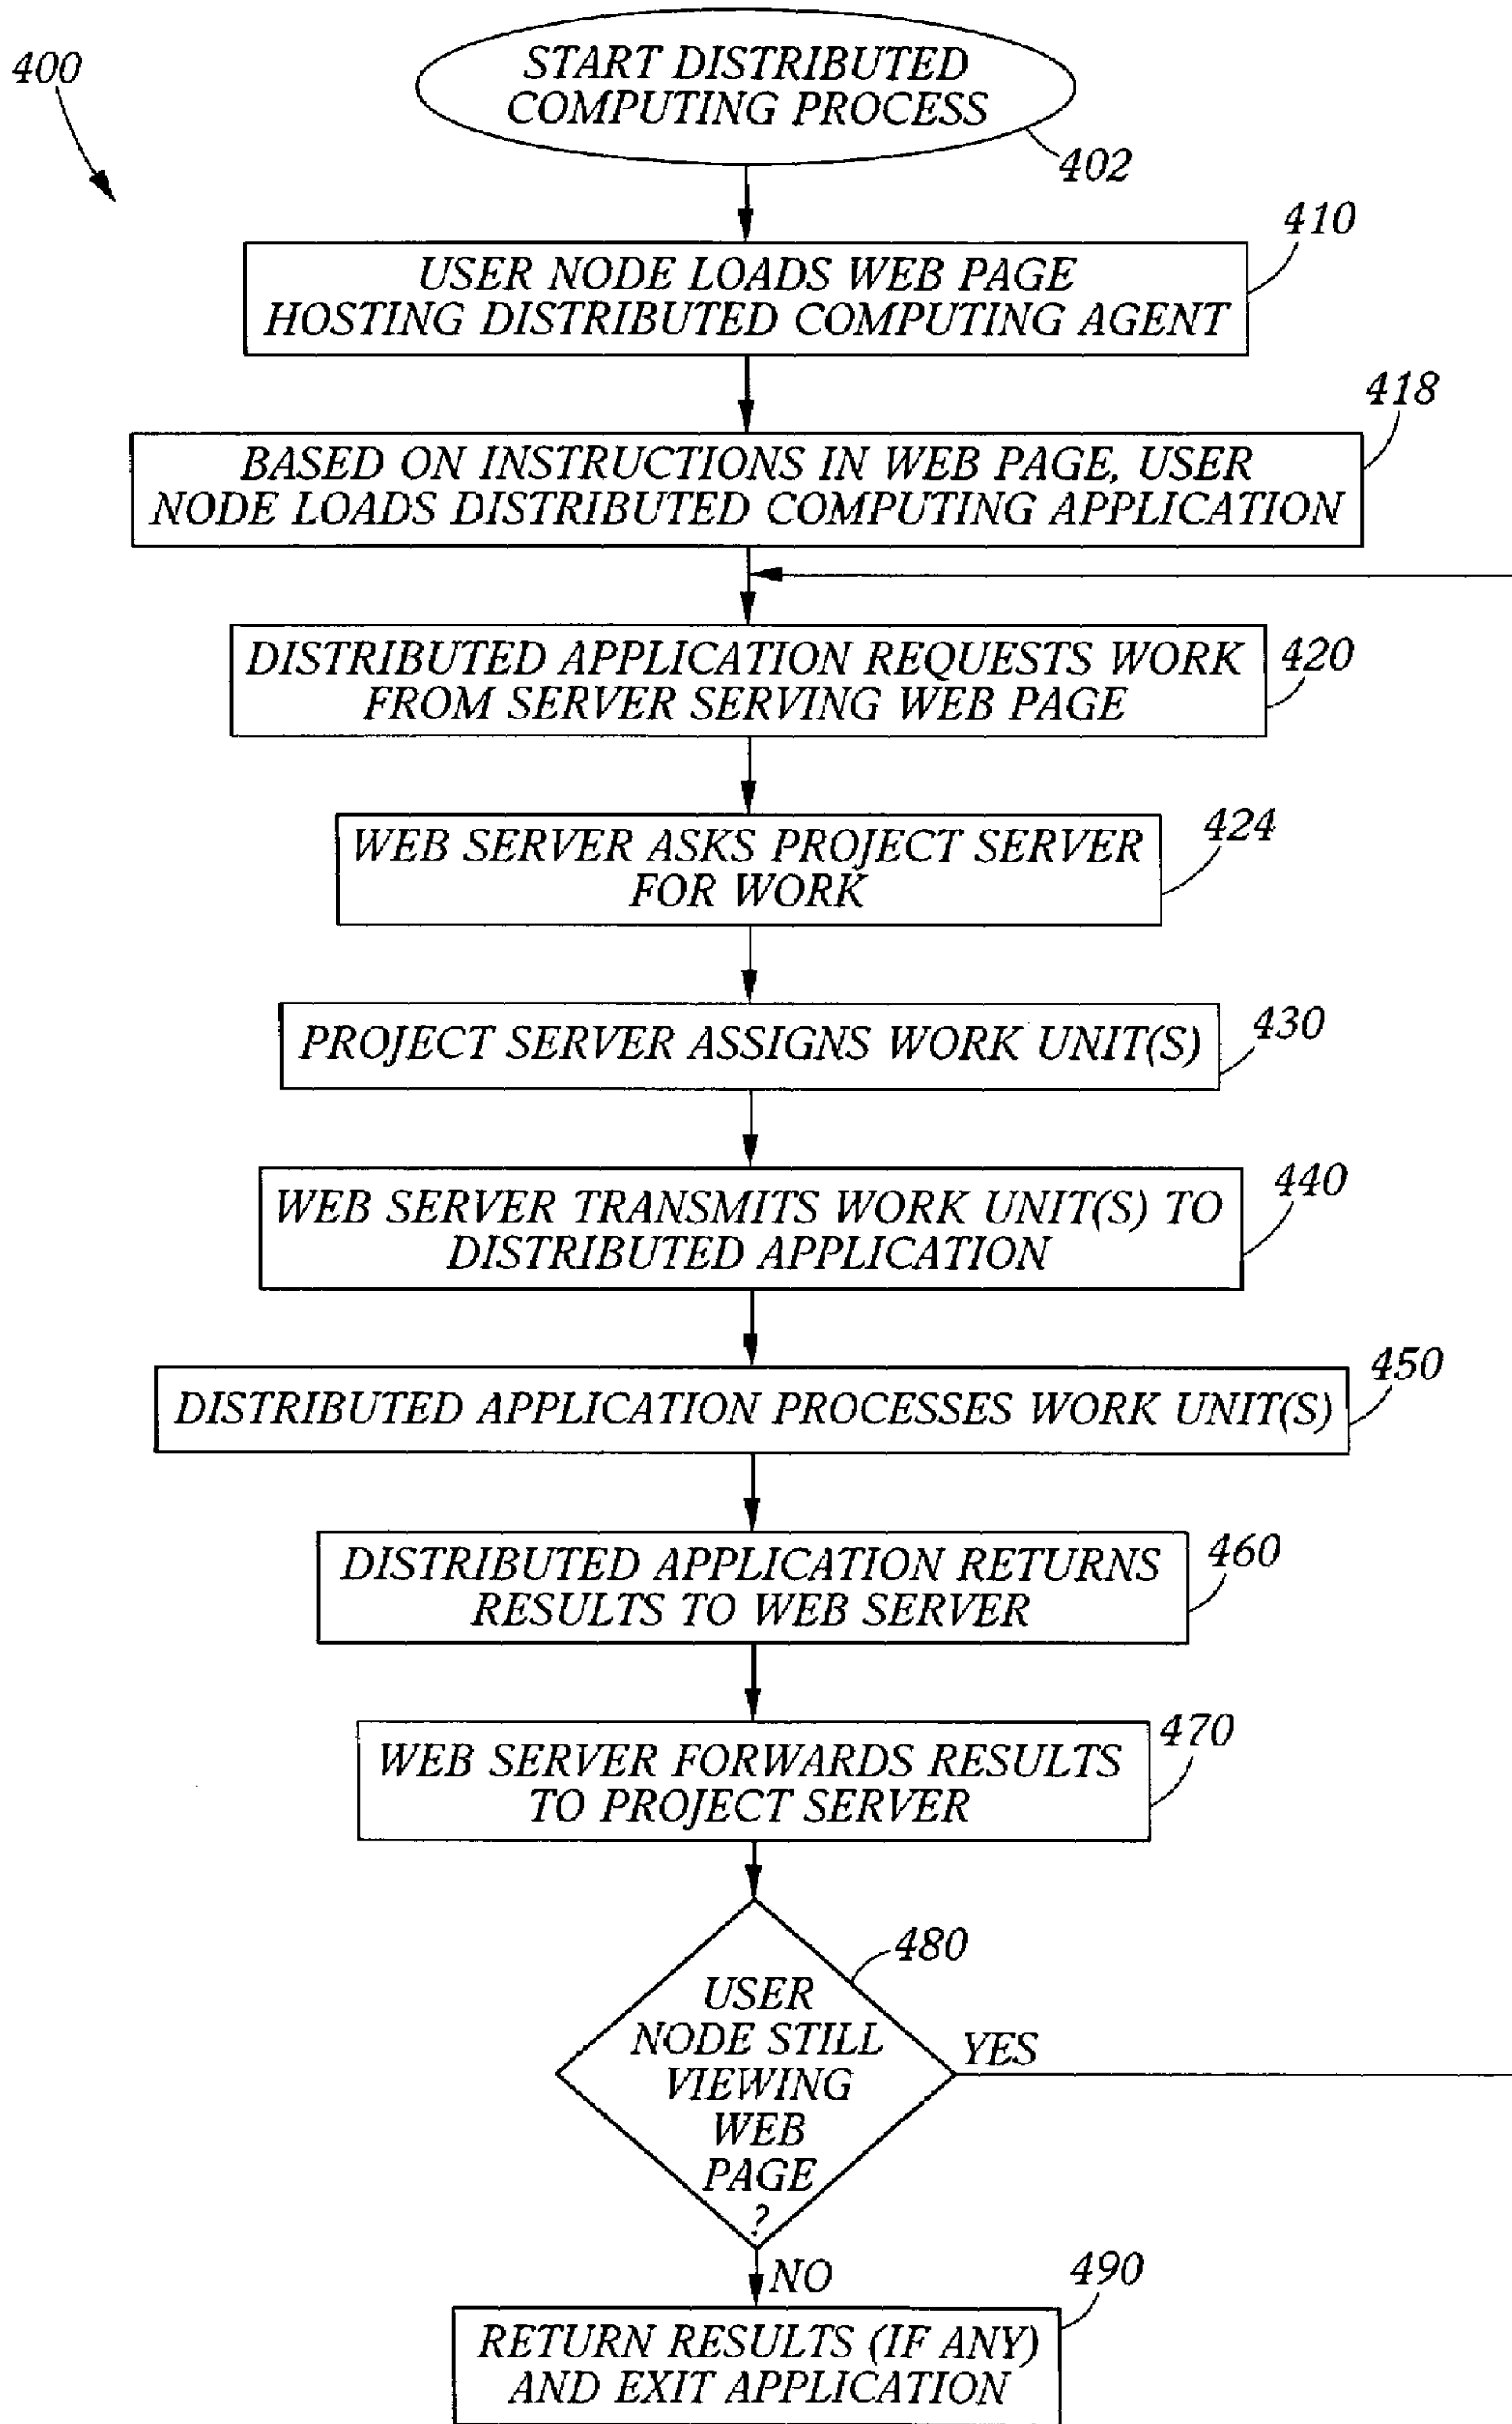 400
START DISTRIBUTED
COMPUTING PROCESS
402
410
USER NODE LOADS WEB PAGE
HOSTING DISTRIBUTED COMPUTING AGENT
418
BASED ON INSTRUCTIONS IN WEB PAGE, USER
NODE LOADS DISTRIBUTED COMPUTING APPLICATION
DISTRIBUTED APPLICATION REQUESTS WORK
FROM SERVER SERVING WEB PAGE
420
WEB SERVER ASKS PROJECT SERVER
FOR WORK
424
PROJECT SERVER ASSIGNS WORK UNIT(S)
430
WEB SERVER TRANSMITS WORK UNIT(S) TO
DISTRIBUTED APPLICATION
440
DISTRIBUTED APPLICATION PROCESSES WORK UNIT(S)
450
DISTRIBUTED APPLICATION RETURNS
RESULTS TO WEB SERVER
460
WEB SERVER FORWARDS RESULTS
TO PROJECT SERVER
470
480
USER
NODE STILL
VIEWING
WEB
PAGE
?
YES
NO
490
RETURN RESULTS (IF ANY)
AND EXIT APPLICATION